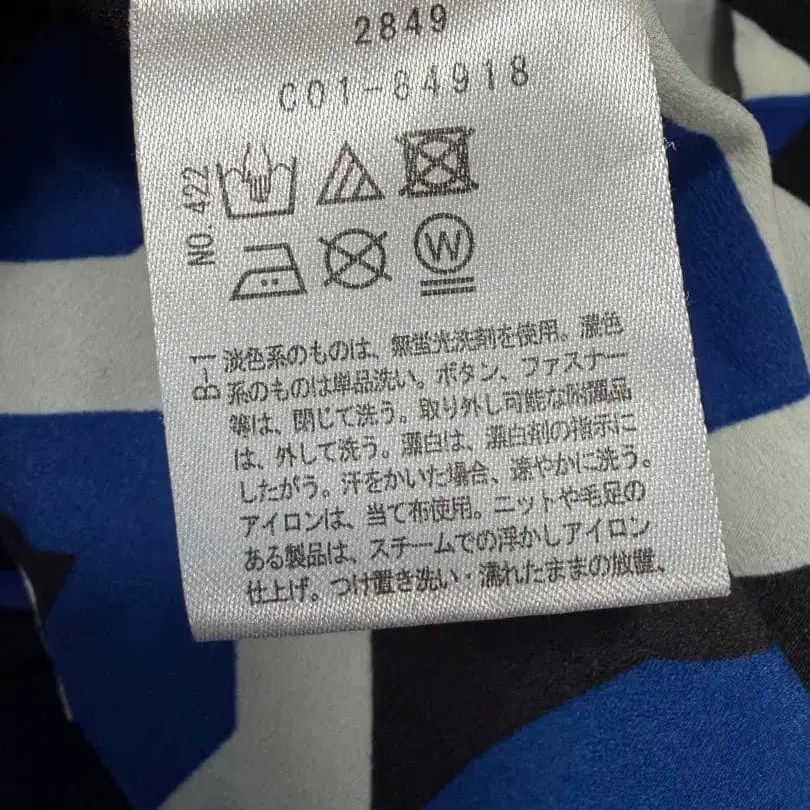 2849
C01-84918
NO. 422
W
B-1
淡色系のものは、無蛍光洗剤を使用。濃色
系のものは単品洗い。ボタン、ファスナー
等は、閉じて洗う。取り外し可能な附属品
は、外して洗う。漂白は、漂白剤の指示に
したがう。汗をかいた場合、速やかに洗う。
アイロンは、当て布使用。ニットや毛足の
ある製品は、スチームでの浮かしアイロン
仕上げ。つけ置き洗い・濡れたままの放置、